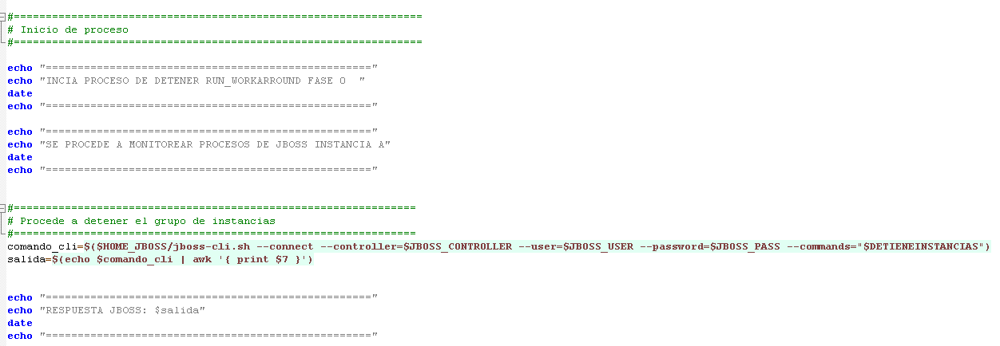 #================================================================
# Inicio de proceso
#================================================================
echo "==================================================="
echo "INCIA PROCESO DE DETENER RUN_WORKARROUND FASE O  "
date
echo "==================================================="
echo "==================================================="
echo "SE PROCEDE A MONITOREAR PROCESOS DE JBOSS INSTANCIA A"
date
echo "==================================================="
#===============================================================
# Procede a detener el grupo de instancias
#===============================================================
comando_cli=$($HOME_JBOSS/jboss-cli.sh --connect --controller=$JBOSS_CONTROLLER --user=$JBOSS_USER --password=$JBOSS_PASS --commands="$DETIENEINSTANCIAS")
salida=$(echo $comando_cli | awk '{ print $7 }')
echo "==================================================="
echo "RESPUESTA JBOSS: $salida"
date
echo "==================================================="